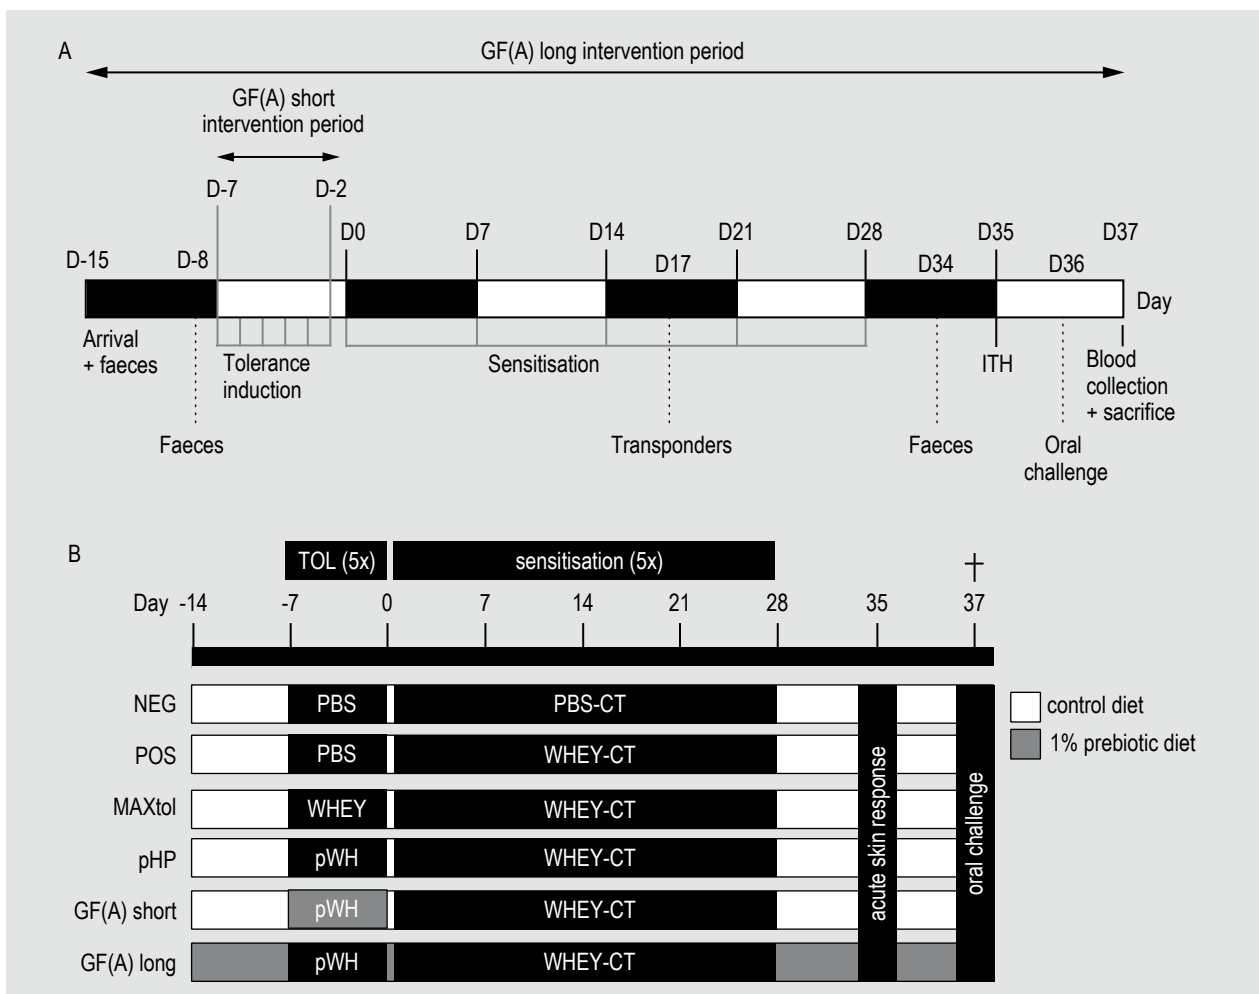 A
GF(A) long intervention period
GF(A) short
intervention period
D-7
D-2
D0
D7
D14
D21
D28
D35
D37
D-15
D-8
D17
D34
D36
Day
Arrival
+ faeces
Tolerance
induction
Sensitisation
ITH
Blood
collection
+ sacrifice
Faeces
Transponders
Faeces
Oral
challenge
B
TOL (5x)
sensitisation (5x)
Day -14 -7 0 7 14 21 28 35 37
NEG PBS PBS-CT
POS PBS WHEY-CT
MAXtol WHEY WHEY-CT
pHP pWH WHEY-CT
GF(A) short pWH WHEY-CT
GF(A) long pWH WHEY-CT
acute skin response
oral challenge
control diet
1% prebiotic diet